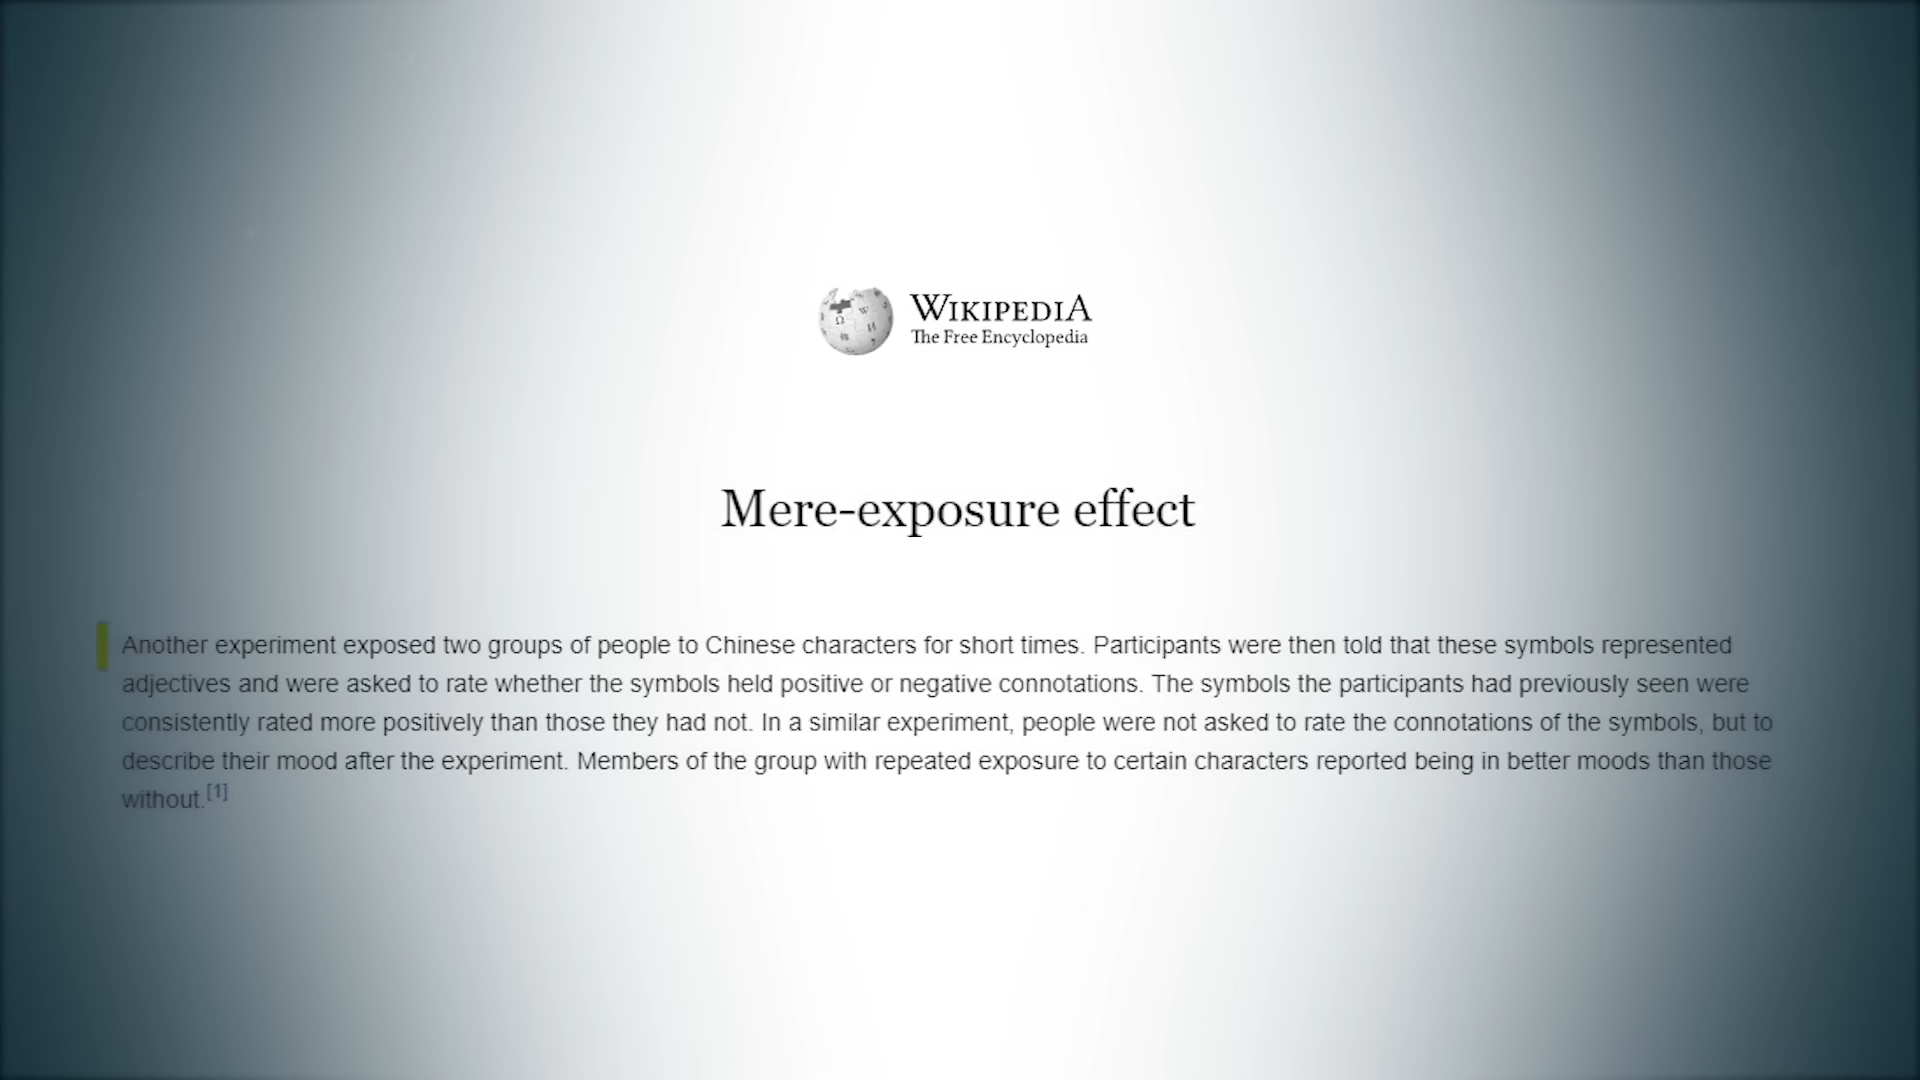 WIKIPEDIA
The Free Encyclopedia
Mere-exposure effect
Another experiment exposed two groups of people to Chinese characters for short times. Participants were then told that these symbols represented
adjectives and were asked to rate whether the symbols held positive or negative connotations. The symbols the participants had previously seen were
consistently rated more positively than those they had not. In a similar experiment, people were not asked to rate the connotations of the symbols, but to
describe their mood after the experiment. Members of the group with repeated exposure to certain characters reported being in better moods than those
without.[1]